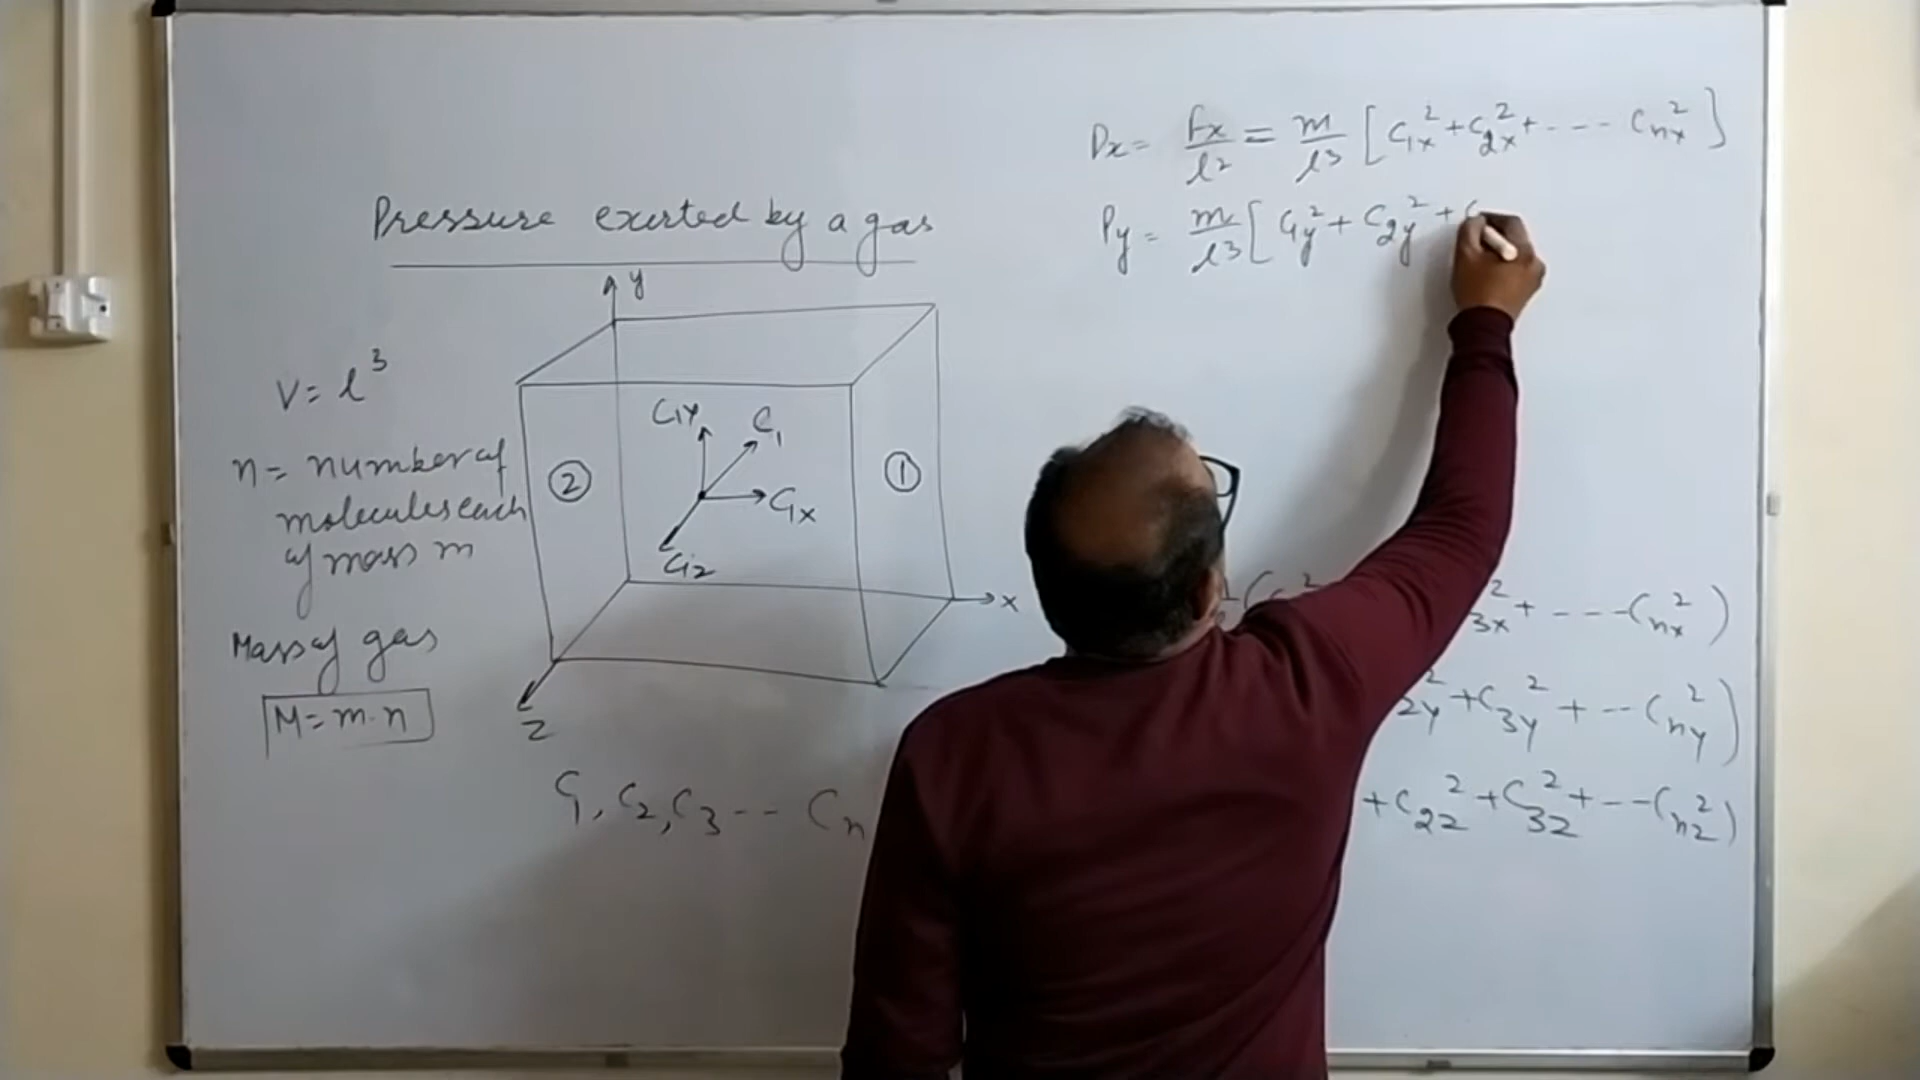 Pressure exerted by a gas
V = l³
n = number of
molecules each
of mass m
Mass of gas
M = m.n
y
C₁y
C₁
C₁x
C₁z
②
①
x
z
C₁, C₂, C₃ -- Cₙ
Px = Fx/l² = m/l³ [C₁x² + C₂x² + --- Cnx²]
Py = m/l³ [C₁y² + C₂y² +
3x² + --- Cnx²)
2y² + C₃y² + -- Cny²)
+ C₂z² + C₃z² + -- Cnz²)